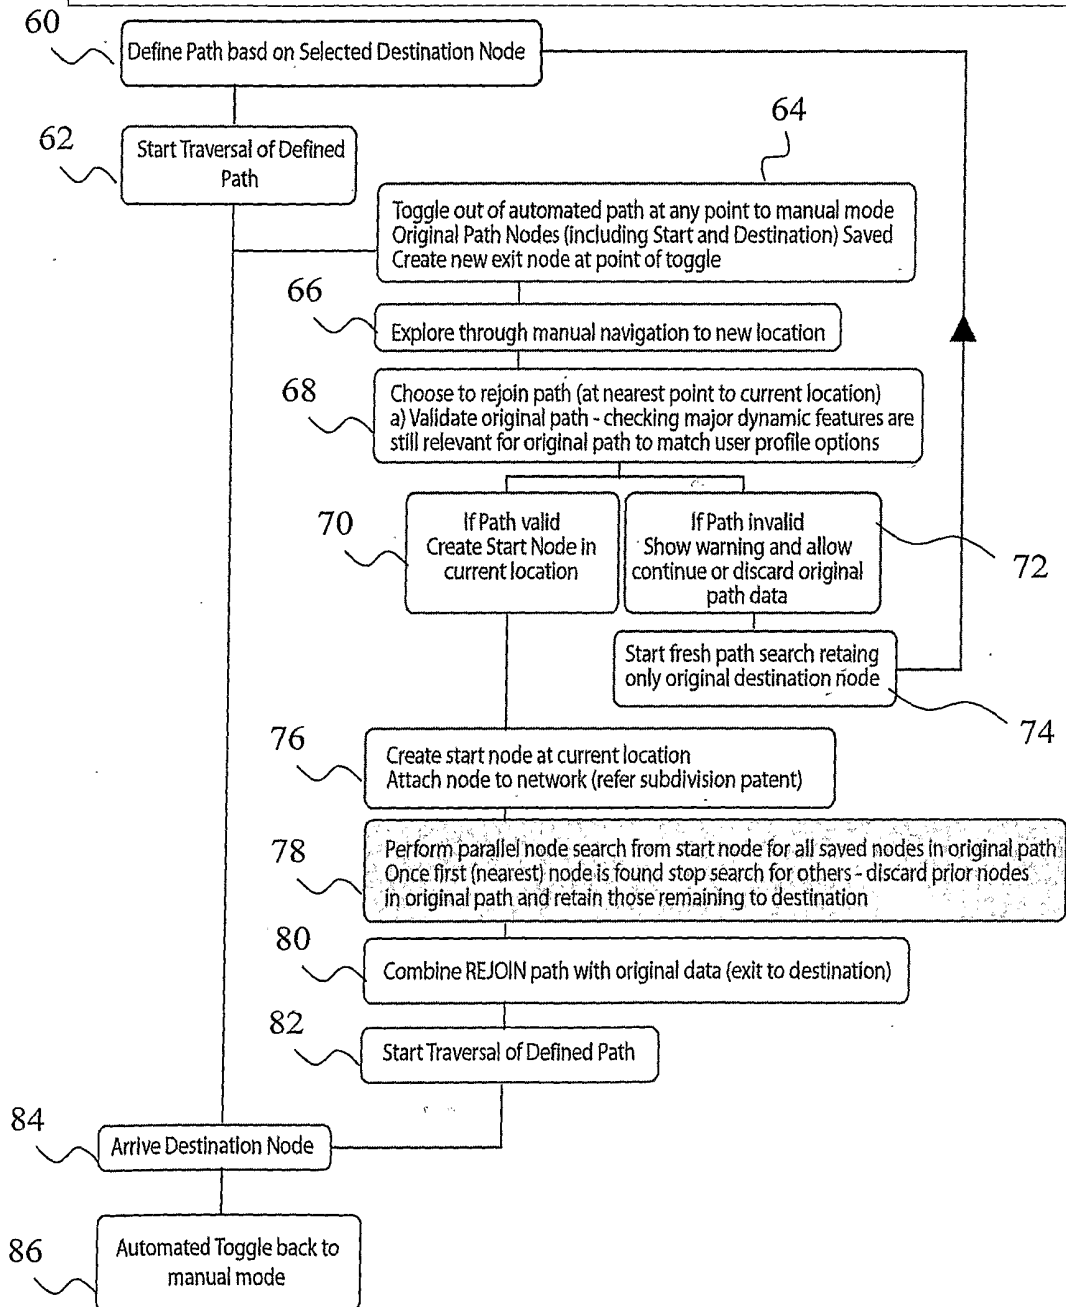 60
Define Path basd on Selected Destination Node
62
Start Traversal of Defined
Path
64
Toggle out of automated path at any point to manual mode
Original Path Nodes (including Start and Destination) Saved
Create new exit node at point of toggle
66
Explore through manual navigation to new location
68
Choose to rejoin path (at nearest point to current location)
a) Validate original path - checking major dynamic features are
still relevant for original path to match user profile options
70
If Path valid
Create Start Node in
current location
If Path invalid
Show warning and allow
continue or discard original
path data
72
Start fresh path search retaing
only original destination node
74
76
Create start node at current location
Attach node to network (refer subdivision patent)
78
Perform parallel node search from start node for all saved nodes in original path
Once first (nearest) node is found stop search for others - discard prior nodes
in original path and retain those remaining to destination
80
Combine REJOIN path with original data (exit to destination)
82
Start Traversal of Defined Path
84
Arrive Destination Node
86
Automated Toggle back to
manual mode